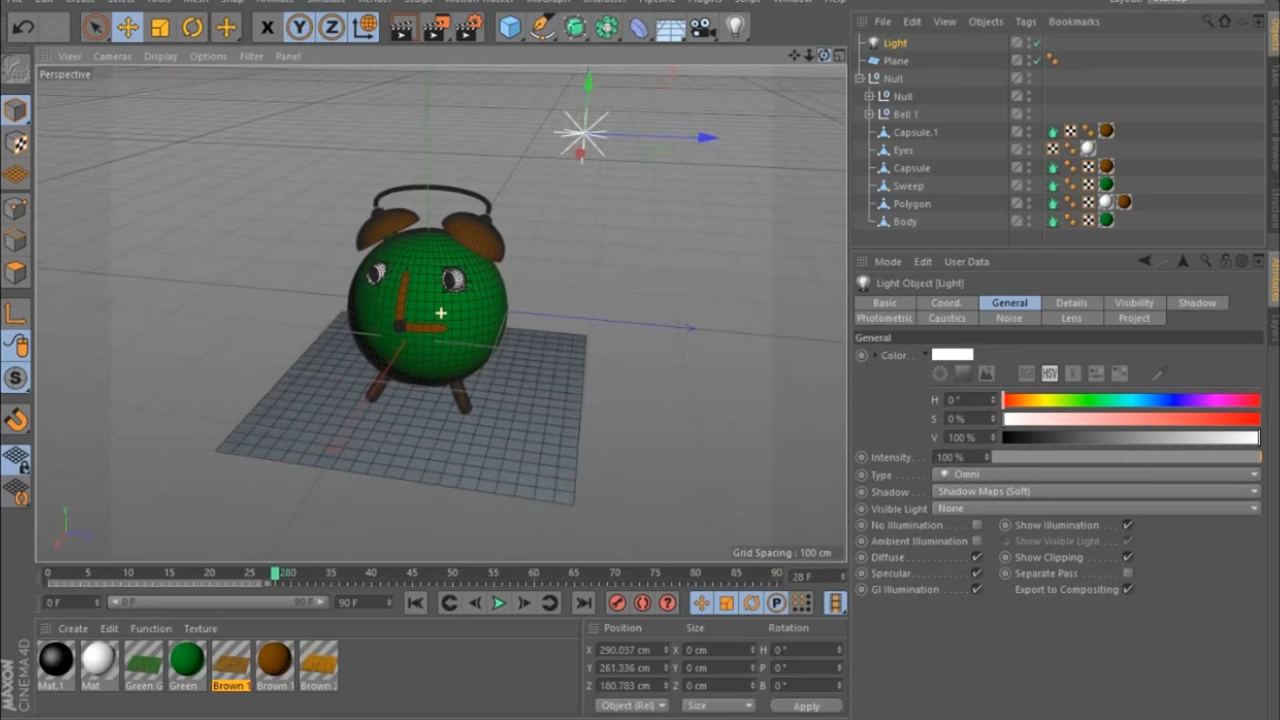 File Edit View Objects Tags Bookmarks
X Y Z
View Cameras Display Options Filter Panel
Perspective
Light
Plane
Null
Null
Bell 1
Capsule.1
Eyes
Capsule
Sweep
Polygon
Body
Mode Edit User Data
Light Object [Light]
Basic Coord. General Details Visibility Shadow
Photometric Caustics Noise Lens Project
General
Color. .
HSV
H 0 °
S 0 %
V 100 %
Intensity. 100 %
Type . . . . . Omni
Shadow . . . Shadow Maps (Soft)
Visible Light . None
No Illumination. . . . . Show Illumination . . . .
Ambient Illumination Show Visible Light . . .
Diffuse . . . . . . . . . . Show Clipping . . . . . .
Specular. . . . . . . . . Separate Pass . . . . .
GI Illumination . . . . . Export to Compositing
Grid Spacing : 100 cm
0 5 10 15 20 25 280 35 40 45 50 55 60 65 70 75 80 85 90 28 F
0 F 0 F 90 F 90 F
P
Create Edit Function Texture
Mat.1 Mat Green G Green Brown 1 Brown 1 Brown 2
Position Size Rotation
X 290.037 cm X 0 cm H 0 °
Y 261.336 cm Y 0 cm P 0 °
Z 180.783 cm Z 0 cm B 0 °
Object (Rel) Size Apply
MAXON
CINEMA 4D